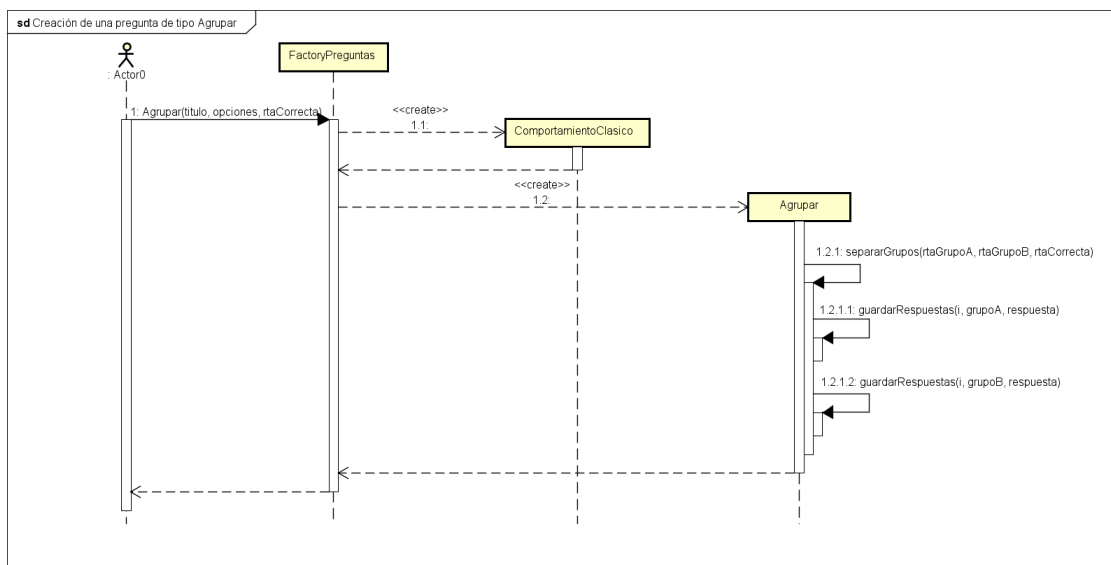 sd Creación de una pregunta de tipo Agrupar
: Actor0
FactoryPreguntas
1: Agrupar(titulo, opciones, rtaCorrecta)
<<create>>
1.1:
ComportamientoClasico
<<create>>
1.2:
Agrupar
1.2.1: separarGrupos(rtaGrupoA, rtaGrupoB, rtaCorrecta)
1.2.1.1: guardarRespuestas(i, grupoA, respuesta)
1.2.1.2: guardarRespuestas(i, grupoB, respuesta)